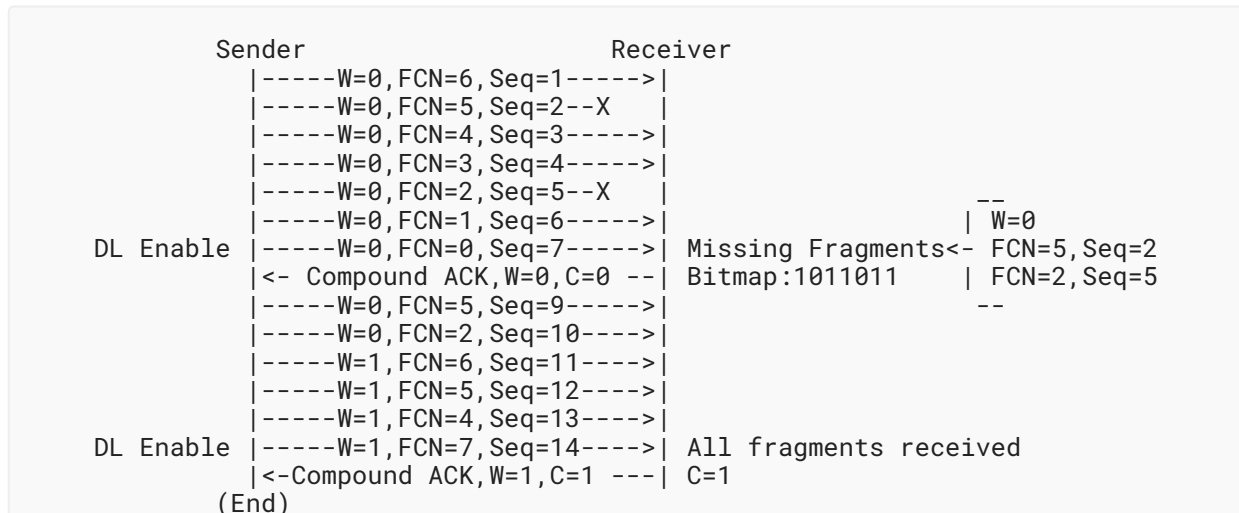 Sender                    Receiver
          |-----W=0,FCN=6,Seq=1----->|
          |-----W=0,FCN=5,Seq=2--X   |
          |-----W=0,FCN=4,Seq=3----->|
          |-----W=0,FCN=3,Seq=4----->|
          |-----W=0,FCN=2,Seq=5--X   |                    __
          |-----W=0,FCN=1,Seq=6----->|                   | W=0
DL Enable |-----W=0,FCN=0,Seq=7----->| Missing Fragments<- FCN=5,Seq=2
          |<- Compound ACK,W=0,C=0 --| Bitmap:1011011    | FCN=2,Seq=5
          |-----W=0,FCN=5,Seq=9----->|                    --
          |-----W=0,FCN=2,Seq=10---->|
          |-----W=1,FCN=6,Seq=11---->|
          |-----W=1,FCN=5,Seq=12---->|
          |-----W=1,FCN=4,Seq=13---->|
DL Enable |-----W=1,FCN=7,Seq=14---->| All fragments received
          |<-Compound ACK,W=1,C=1 ---| C=1
        (End)